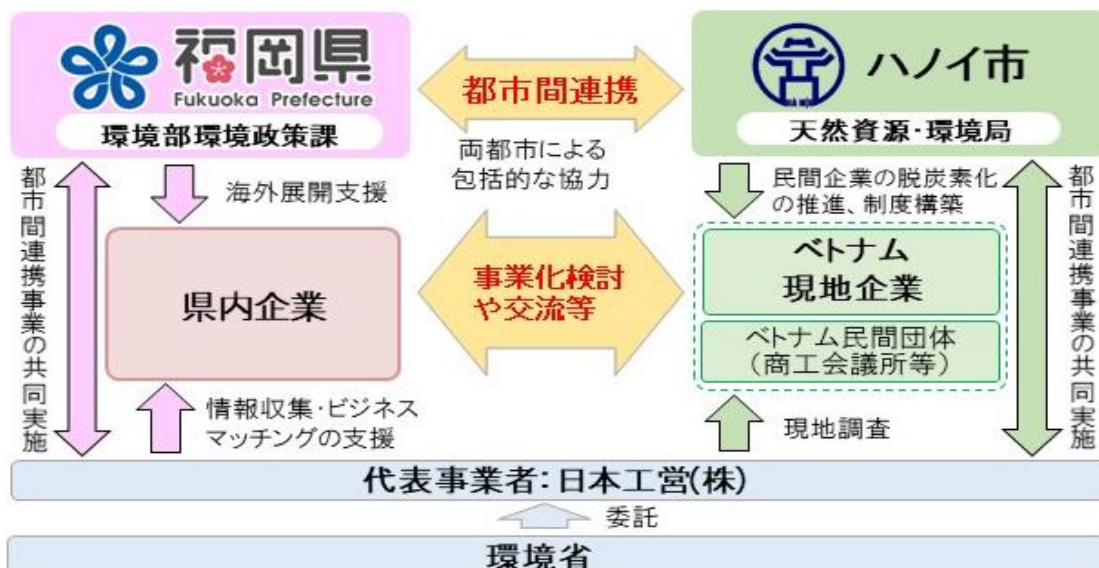 福岡県
Fukuoka Prefecture
環境部環境政策課
都市間連携
両都市による
包括的な協力
HÀ NỘI
ハノイ市
天然資源・環境局
都市間連携事業の共同実施
海外展開支援
民間企業の脱炭素化
の推進、制度構築
都市間連携事業の共同実施
県内企業
事業化検討
や交流等
ベトナム
現地企業
ベトナム民間団体
(商工会議所等)
情報収集・ビジネス
マッチングの支援
現地調査
代表事業者:日本工営(株)
委託
環境省